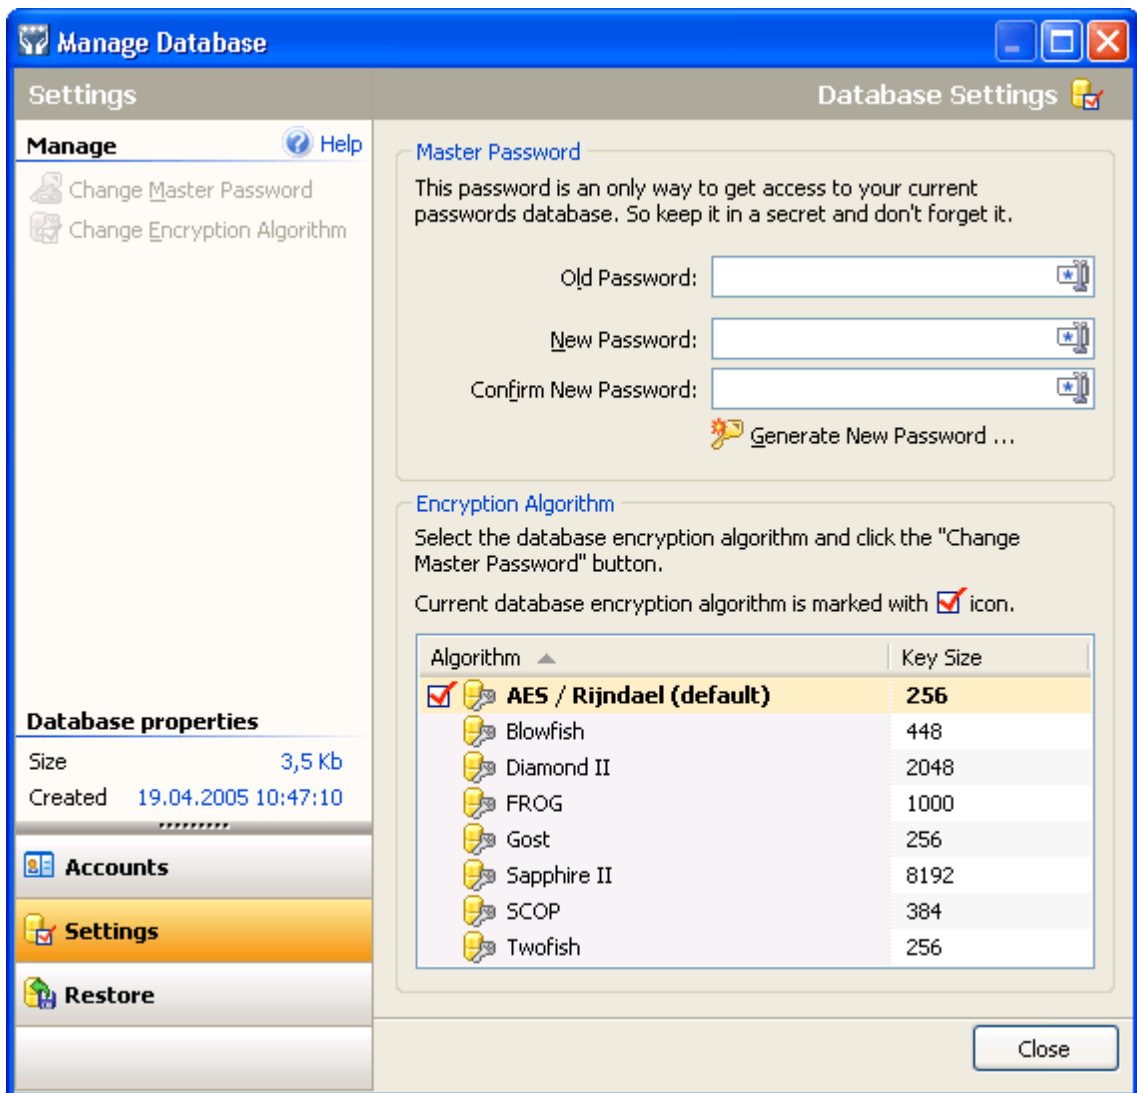 Manage Database
Settings
Database Settings
Manage
Help
Change Master Password
Change Encryption Algorithm
Database properties
Size 3,5 Kb
Created 19.04.2005 10:47:10
Accounts
Settings
Restore
Master Password
This password is an only way to get access to your current
passwords database. So keep it in a secret and don't forget it.
Old Password:
New Password:
Confirm New Password:
Generate New Password ...
Encryption Algorithm
Select the database encryption algorithm and click the "Change
Master Password" button.
Current database encryption algorithm is marked with icon.
Algorithm Key Size
AES / Rijndael (default) 256
Blowfish 448
Diamond II 2048
FROG 1000
Gost 256
Sapphire II 8192
SCOP 384
Twofish 256
Close